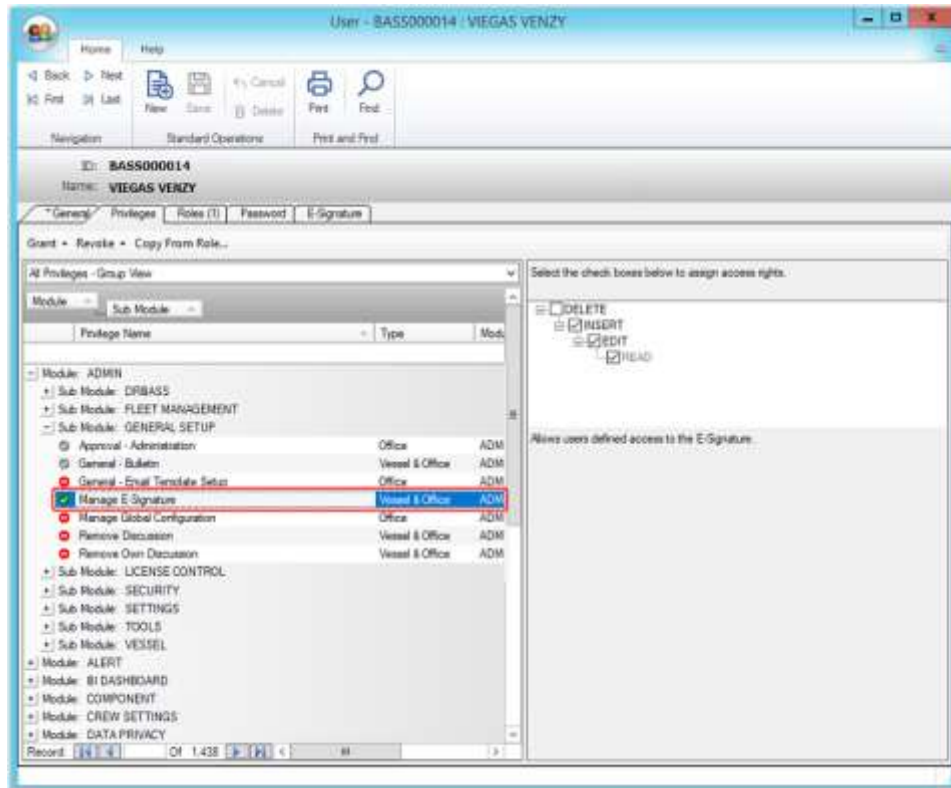 User - BASS000014 : VIEGAS VENZY
Home Help
Back Next
First Last
New Save Cancel Delete Print Find
Navigation Standard Operations Print and Find
ID: BASS000014
Name: VIEGAS VENZY
* General Privileges Roles (1) Password E-Signature
Grant Revoke Copy From Role...
All Privileges - Group View
Select the check boxes below to assign access rights.
Module
Sub Module
Privilege Name Type Modu
DELETE
INSERT
EDIT
READ
Module: ADMIN
Sub Module: DRBASS
Sub Module: FLEET MANAGEMENT
Sub Module: GENERAL SETUP
Approval - Administration Office ADM
General - Bulletin Vessel & Office ADM
General - Email Template Setup Office ADM
Manage E-Signature Vessel & Office ADM
Manage Global Configuration Office ADM
Remove Discussion Vessel & Office ADM
Remove Own Discussion Vessel & Office ADM
Allows users defined access to the E-Signature.
Sub Module: LICENSE CONTROL
Sub Module: SECURITY
Sub Module: SETTINGS
Sub Module: TOOLS
Sub Module: VESSEL
Module: ALERT
Module: BI DASHBOARD
Module: COMPONENT
Module: CREW SETTINGS
Module: DATA PRIVACY
Record: Of 1,438